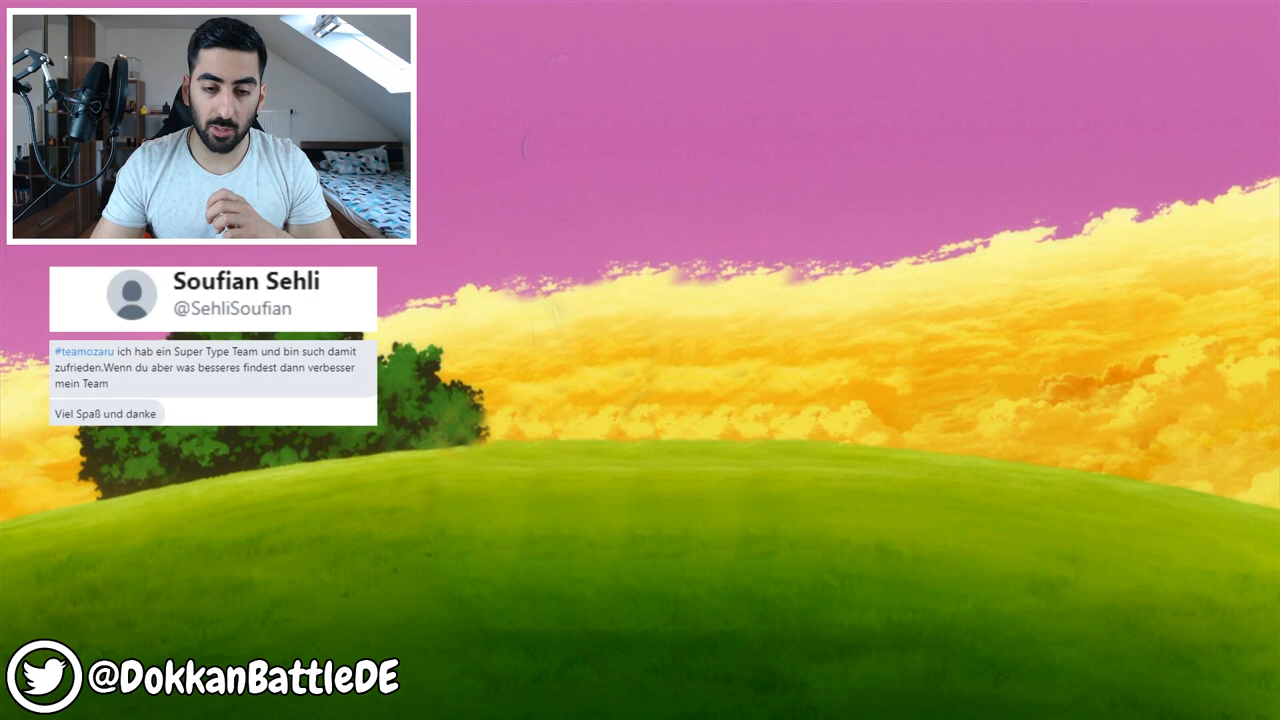 Soufian Sehli
@SehliSoufian
#teamozaru ich hab ein Super Type Team und bin such damit
zufrieden.Wenn du aber was besseres findest dann verbesser
mein Team
Viel Spaß und danke
@DokkanBattleDE